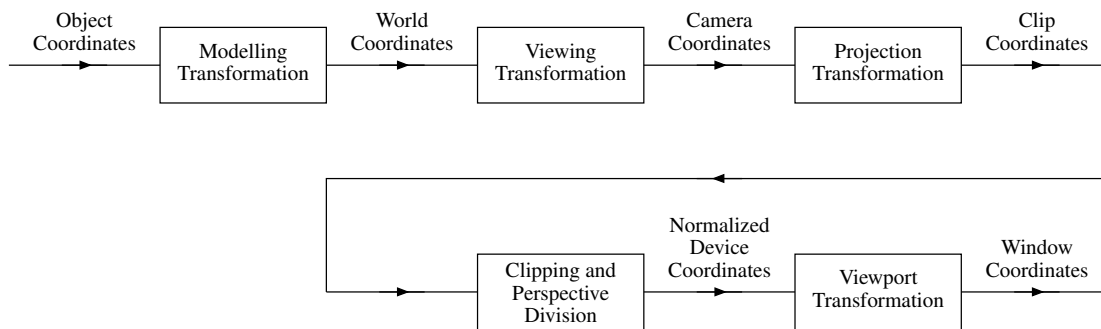 Object
Coordinates
Modelling
Transformation
World
Coordinates
Viewing
Transformation
Camera
Coordinates
Projection
Transformation
Clip
Coordinates
Clipping and
Perspective
Division
Normalized
Device
Coordinates
Viewport
Transformation
Window
Coordinates